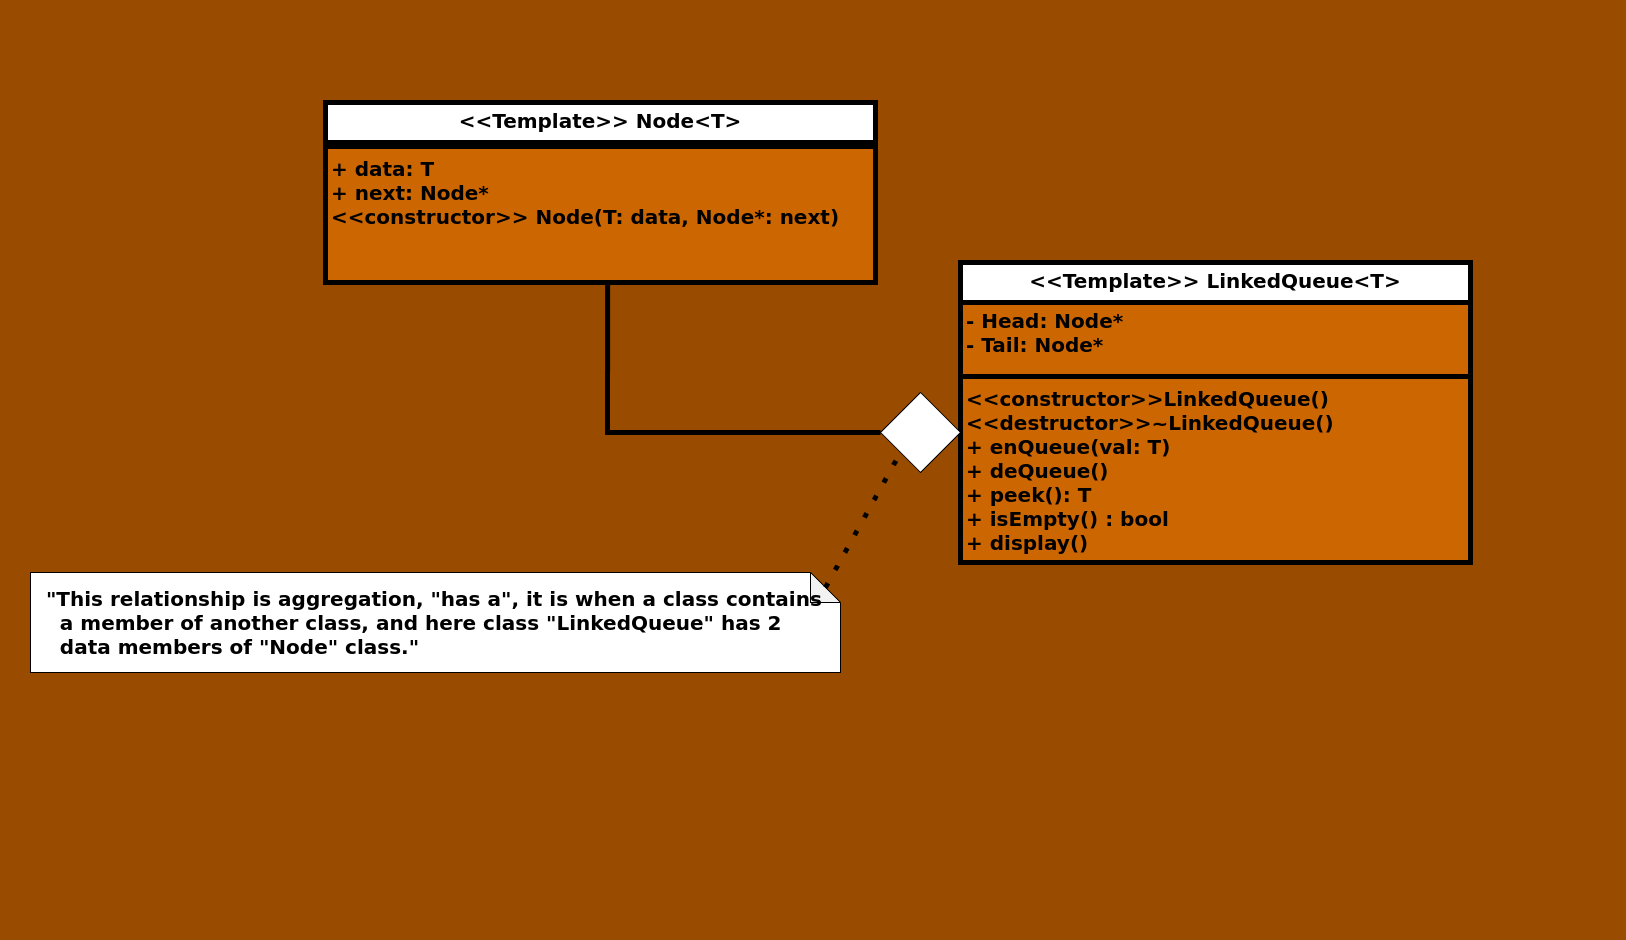 <<Template>> Node<T>
+ data: T
+ next: Node*
<<constructor>> Node(T: data, Node*: next)
<<Template>> LinkedQueue<T>
- Head: Node*
- Tail: Node*
<<constructor>>LinkedQueue()
<<destructor>>~LinkedQueue()
+ enQueue(val: T)
+ deQueue()
+ peek(): T
+ isEmpty() : bool
+ display()
"This relationship is aggregation, "has a", it is when a class contains
a member of another class, and here class "LinkedQueue" has 2
data members of "Node" class."